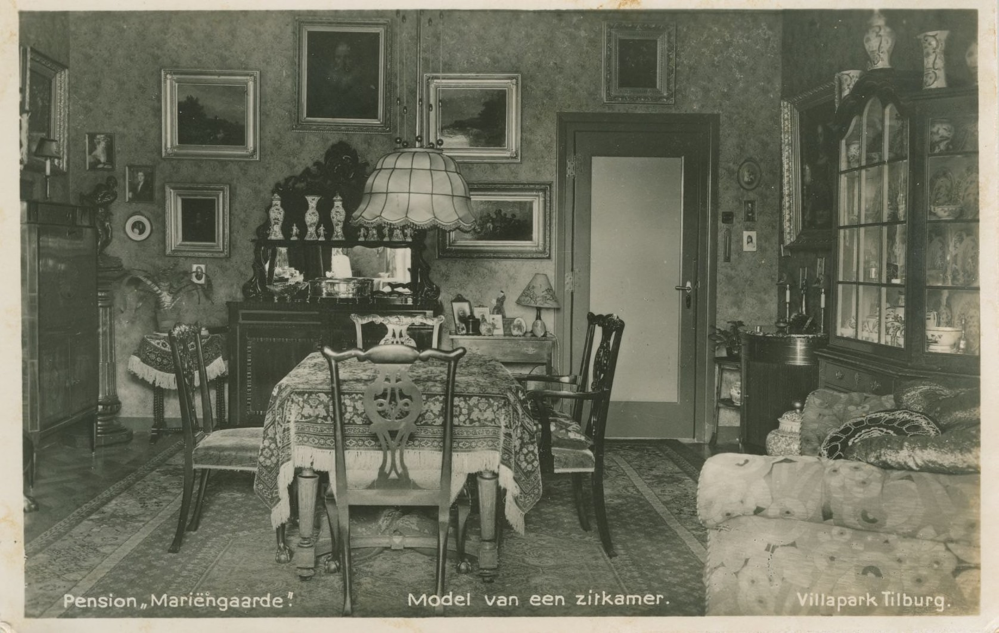 Pension „Mariëngaarde”. Model van een zitkamer. Villapark Tilburg.